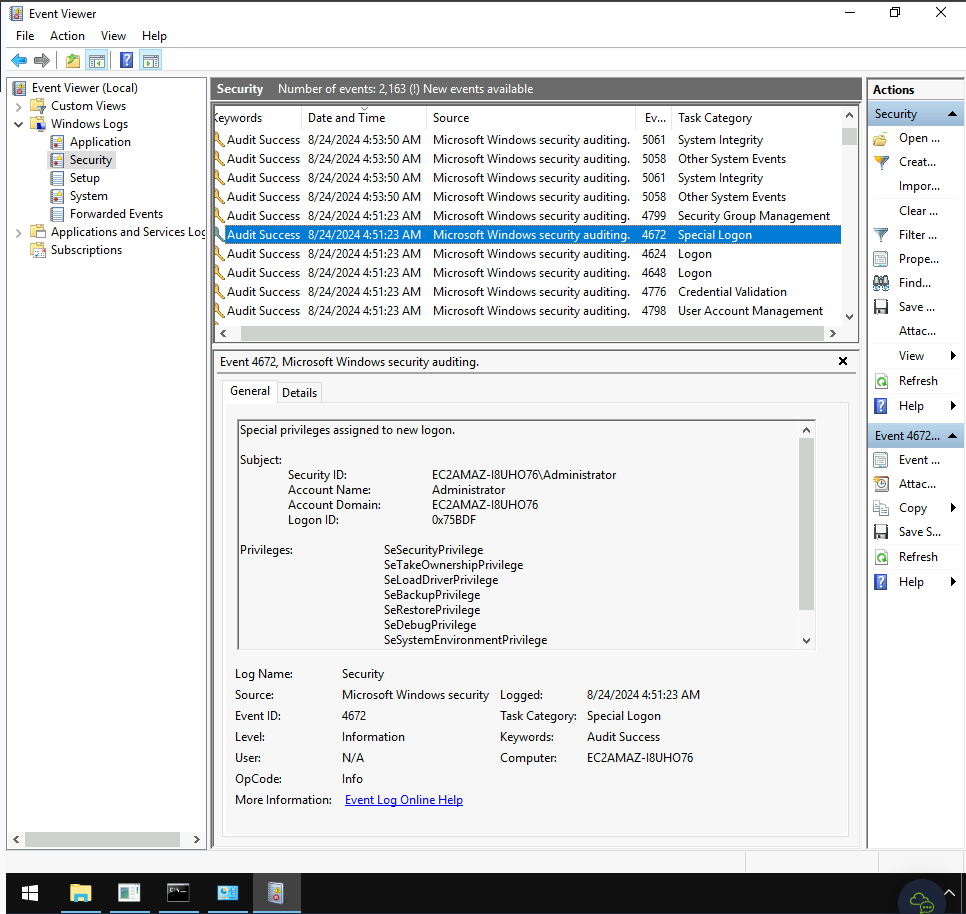 Event Viewer
File Action View Help
Event Viewer (Local)
Custom Views
Windows Logs
Application
Security
Setup
System
Forwarded Events
Applications and Services Log
Subscriptions
Security Number of events: 2,163 (!) New events available
Keywords Date and Time Source Ev... Task Category
Audit Success 8/24/2024 4:53:50 AM Microsoft Windows security auditing. 5061 System Integrity
Audit Success 8/24/2024 4:53:50 AM Microsoft Windows security auditing. 5058 Other System Events
Audit Success 8/24/2024 4:53:50 AM Microsoft Windows security auditing. 5061 System Integrity
Audit Success 8/24/2024 4:53:50 AM Microsoft Windows security auditing. 5058 Other System Events
Audit Success 8/24/2024 4:51:23 AM Microsoft Windows security auditing. 4799 Security Group Management
Audit Success 8/24/2024 4:51:23 AM Microsoft Windows security auditing. 4672 Special Logon
Audit Success 8/24/2024 4:51:23 AM Microsoft Windows security auditing. 4624 Logon
Audit Success 8/24/2024 4:51:23 AM Microsoft Windows security auditing. 4648 Logon
Audit Success 8/24/2024 4:51:23 AM Microsoft Windows security auditing. 4776 Credential Validation
Audit Success 8/24/2024 4:51:23 AM Microsoft Windows security auditing. 4798 User Account Management
Event 4672, Microsoft Windows security auditing.
General Details
Special privileges assigned to new logon.
Subject:
Security ID: EC2AMAZ-I8UHO76\Administrator
Account Name: Administrator
Account Domain: EC2AMAZ-I8UHO76
Logon ID: 0x75BDF
Privileges: SeSecurityPrivilege
SeTakeOwnershipPrivilege
SeLoadDriverPrivilege
SeBackupPrivilege
SeRestorePrivilege
SeDebugPrivilege
SeSystemEnvironmentPrivilege
Log Name: Security
Source: Microsoft Windows security Logged: 8/24/2024 4:51:23 AM
Event ID: 4672 Task Category: Special Logon
Level: Information Keywords: Audit Success
User: N/A Computer: EC2AMAZ-I8UHO76
OpCode: Info
More Information: Event Log Online Help
Actions
Security
Open ...
Creat...
Impor...
Clear ...
Filter ...
Prope...
Find...
Save ...
Attac...
View
Refresh
Help
Event 4672...
Event ...
Attac...
Copy
Save S...
Refresh
Help